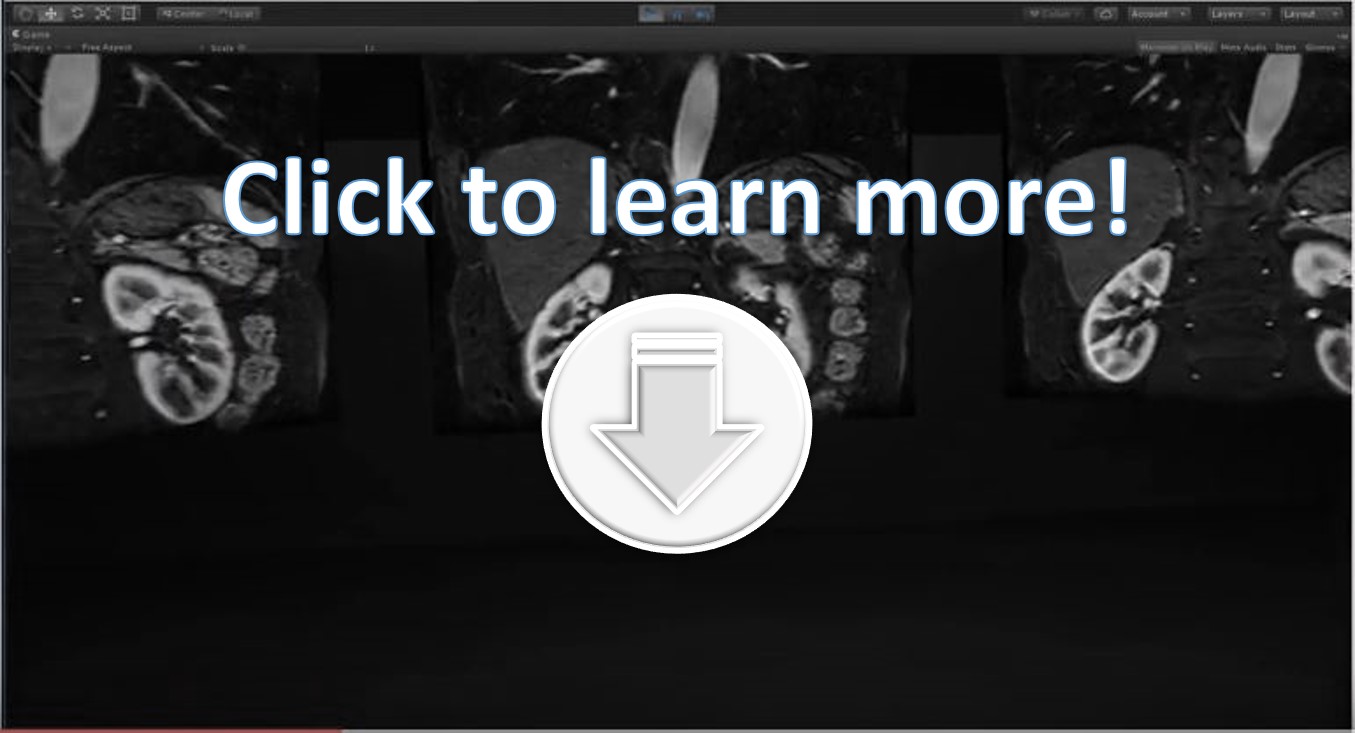 Center Local
Collab Account Layers Layout
Game
Display 1 Free Aspect Scale 1x Maximize On Play Mute Audio Stats Gizmos
Click to learn more!